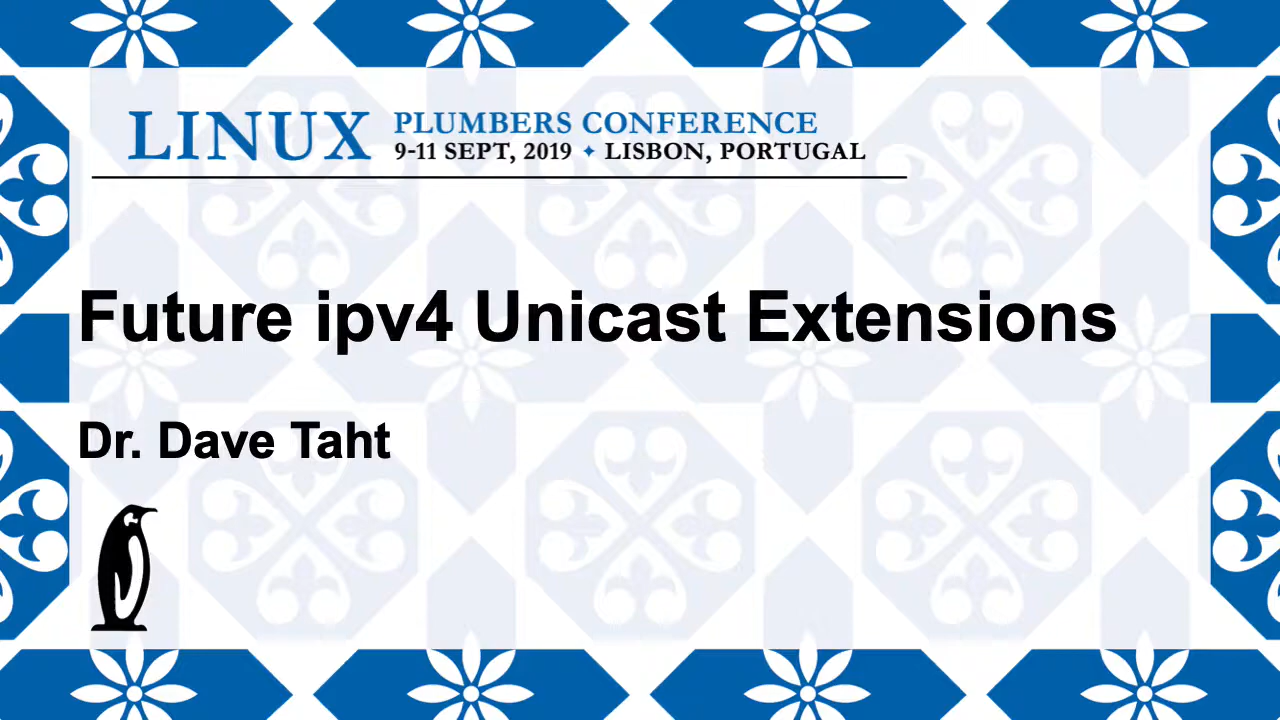 LINUX PLUMBERS CONFERENCE
9-11 SEPT, 2019 ✦ LISBON, PORTUGAL
Future ipv4 Unicast Extensions
Dr. Dave Taht